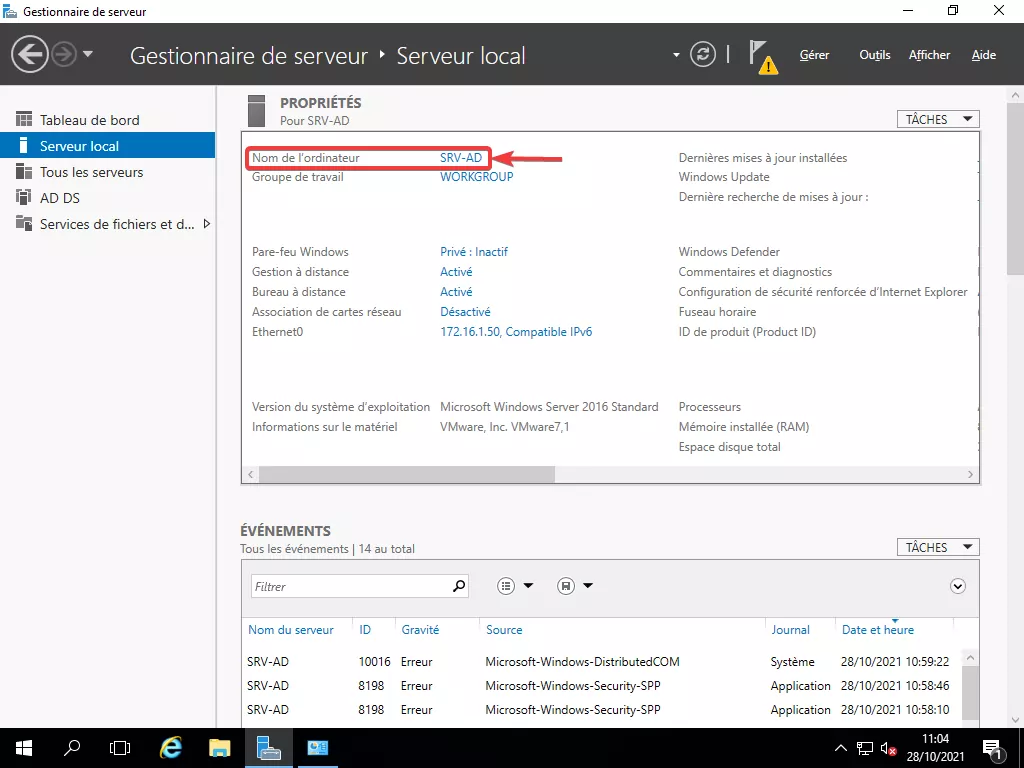 Gestionnaire de serveur
Gestionnaire de serveur ‣ Serveur local
Gérer Outils Afficher Aide
Tableau de bord
Serveur local
Tous les serveurs
AD DS
Services de fichiers et d...
PROPRIÉTÉS
Pour SRV-AD
TÂCHES
Nom de l'ordinateur SRV-AD Dernières mises à jour installées
Groupe de travail WORKGROUP Windows Update
Dernière recherche de mises à jour :
Pare-feu Windows Privé : Inactif Windows Defender
Gestion à distance Activé Commentaires et diagnostics
Bureau à distance Activé Configuration de sécurité renforcée d'Internet Explorer
Association de cartes réseau Désactivé Fuseau horaire
Ethernet0 172.16.1.50, Compatible IPv6 ID de produit (Product ID)
Version du système d'exploitation Microsoft Windows Server 2016 Standard Processeurs
Informations sur le matériel VMware, Inc. VMware7,1 Mémoire installée (RAM)
Espace disque total
ÉVÉNEMENTS
Tous les événements | 14 au total
TÂCHES
Filtrer
Nom du serveur ID Gravité Source Journal Date et heure
SRV-AD 10016 Erreur Microsoft-Windows-DistributedCOM Système 28/10/2021 10:59:22
SRV-AD 8198 Erreur Microsoft-Windows-Security-SPP Application 28/10/2021 10:58:46
SRV-AD 8198 Erreur Microsoft-Windows-Security-SPP Application 28/10/2021 10:58:10
11:04
28/10/2021
1